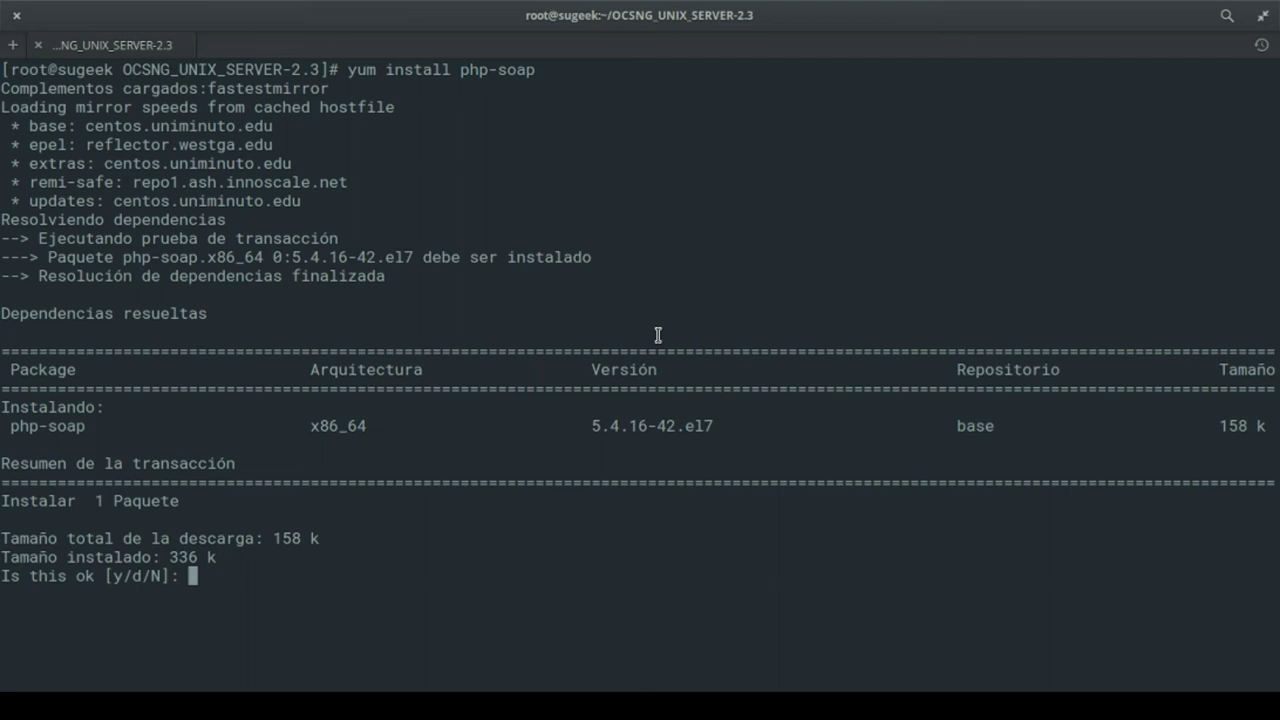 root@sugeek:~/OCSNG_UNIX_SERVER-2.3
...NG_UNIX_SERVER-2.3
[root@sugeek OCSNG_UNIX_SERVER-2.3]# yum install php-soap
Complementos cargados:fastestmirror
Loading mirror speeds from cached hostfile
 * base: centos.uniminuto.edu
 * epel: reflector.westga.edu
 * extras: centos.uniminuto.edu
 * remi-safe: repo1.ash.innoscale.net
 * updates: centos.uniminuto.edu
Resolviendo dependencias
--> Ejecutando prueba de transacción
---> Paquete php-soap.x86_64 0:5.4.16-42.el7 debe ser instalado
--> Resolución de dependencias finalizada
Dependencias resueltas
Package Arquitectura Versión Repositorio Tamaño
Instalando:
php-soap x86_64 5.4.16-42.el7 base 158 k
Resumen de la transacción
Instalar  1 Paquete
Tamaño total de la descarga: 158 k
Tamaño instalado: 336 k
Is this ok [y/d/N]: